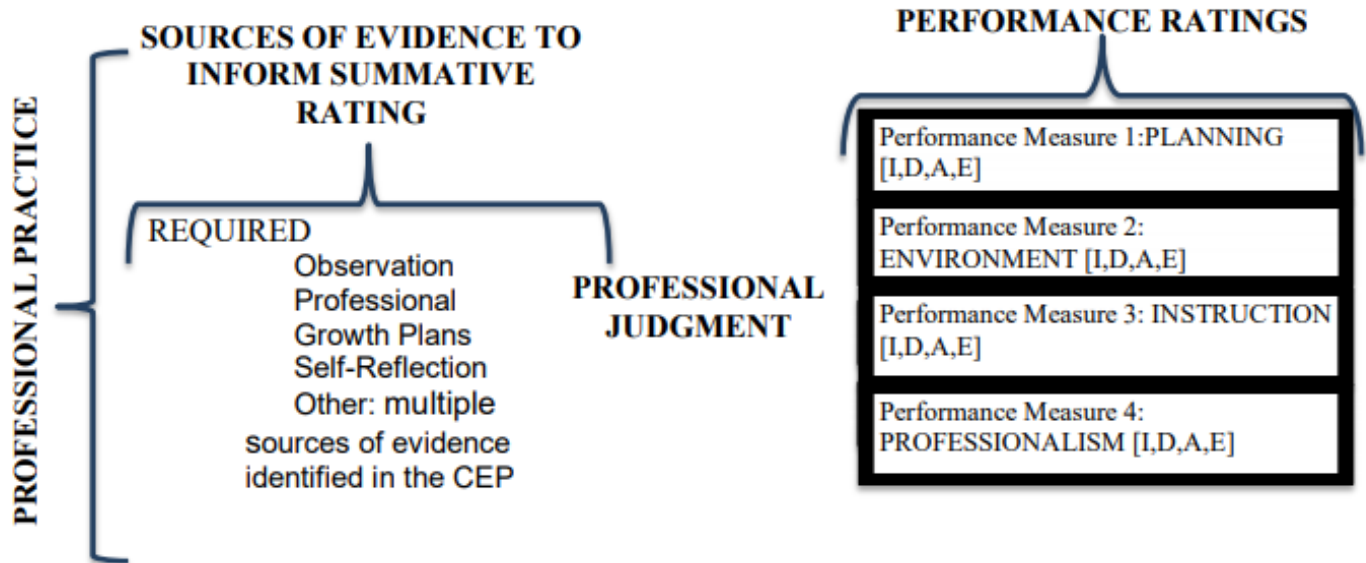 PROFESSIONAL PRACTICE
SOURCES OF EVIDENCE TO
INFORM SUMMATIVE
RATING
REQUIRED
Observation
Professional
Growth Plans
Self-Reflection
Other: multiple
sources of evidence
identified in the CEP
PROFESSIONAL
JUDGMENT
PERFORMANCE RATINGS
Performance Measure 1:PLANNING
[I,D,A,E]
Performance Measure 2:
ENVIRONMENT [I,D,A,E]
Performance Measure 3: INSTRUCTION
[I,D,A,E]
Performance Measure 4:
PROFESSIONALISM [I,D,A,E]